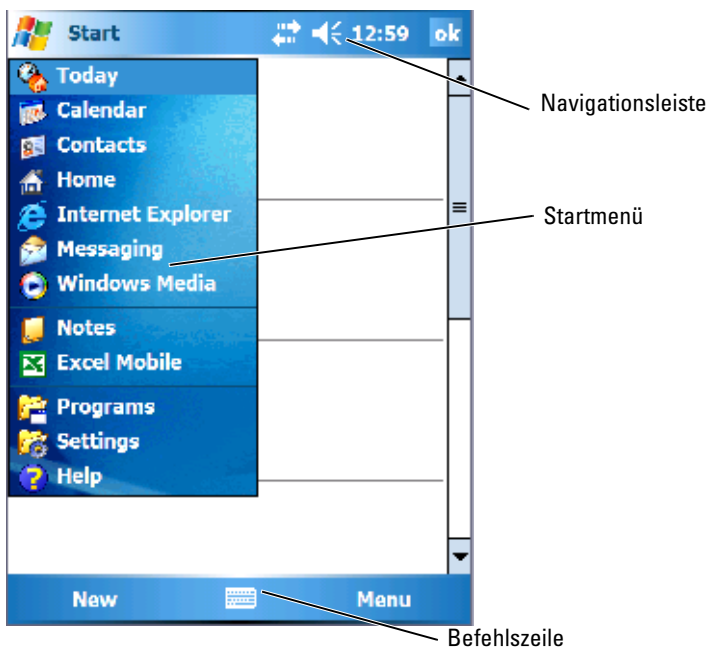 Start 12:59 ok
Today
Calendar
Contacts
Home
Internet Explorer
Messaging
Windows Media
Notes
Excel Mobile
Programs
Settings
Help
New Menu
Navigationsleiste
Startmenü
Befehlszeile